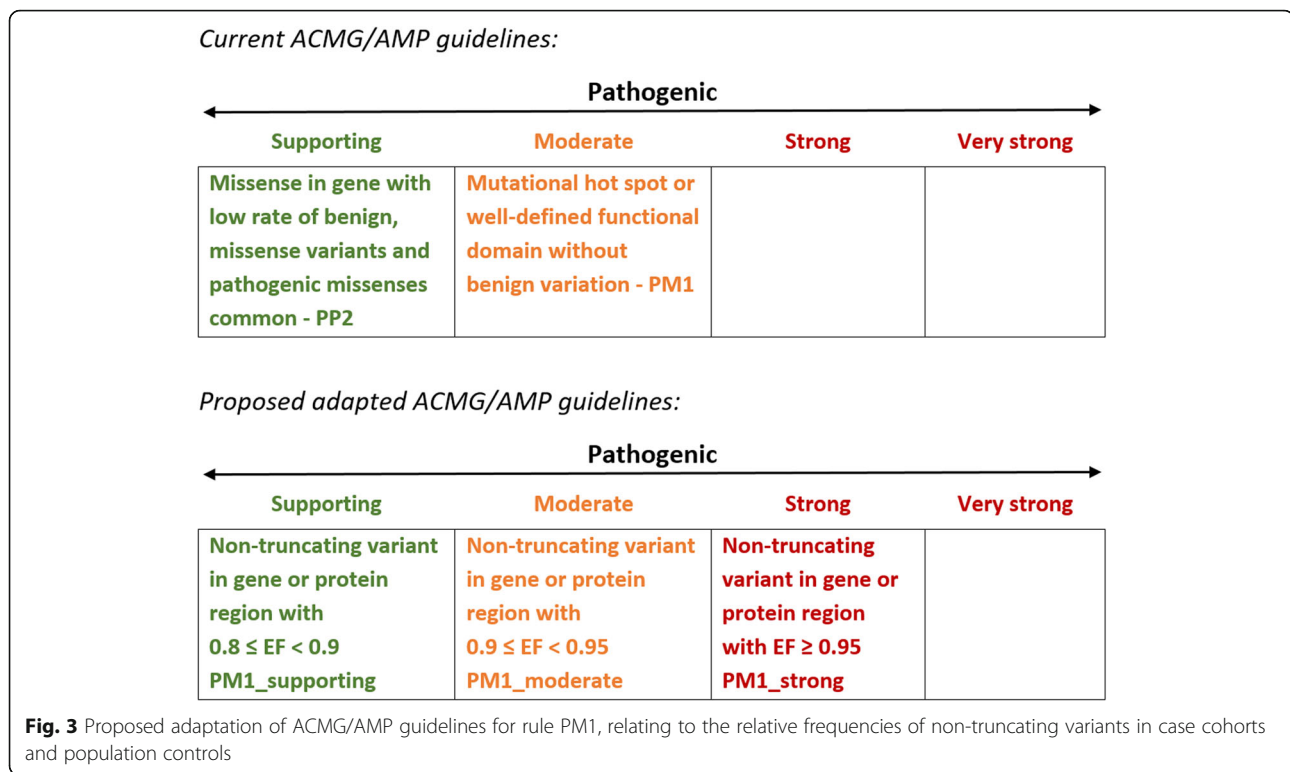 Current ACMG/AMP guidelines:
Pathogenic
Supporting Moderate Strong Very strong
Missense in gene with
low rate of benign,
missense variants and
pathogenic missenses
common - PP2
Mutational hot spot or
well-defined functional
domain without
benign variation - PM1
Proposed adapted ACMG/AMP guidelines:
Pathogenic
Supporting Moderate Strong Very strong
Non-truncating variant
in gene or protein
region with
0.8 ≤ EF < 0.9
PM1_supporting
Non-truncating variant
in gene or protein
region with
0.9 ≤ EF < 0.95
PM1_moderate
Non-truncating
variant in gene or
protein region
with EF ≥ 0.95
PM1_strong
Fig. 3 Proposed adaptation of ACMG/AMP guidelines for rule PM1, relating to the relative frequencies of non-truncating variants in case cohorts
and population controls